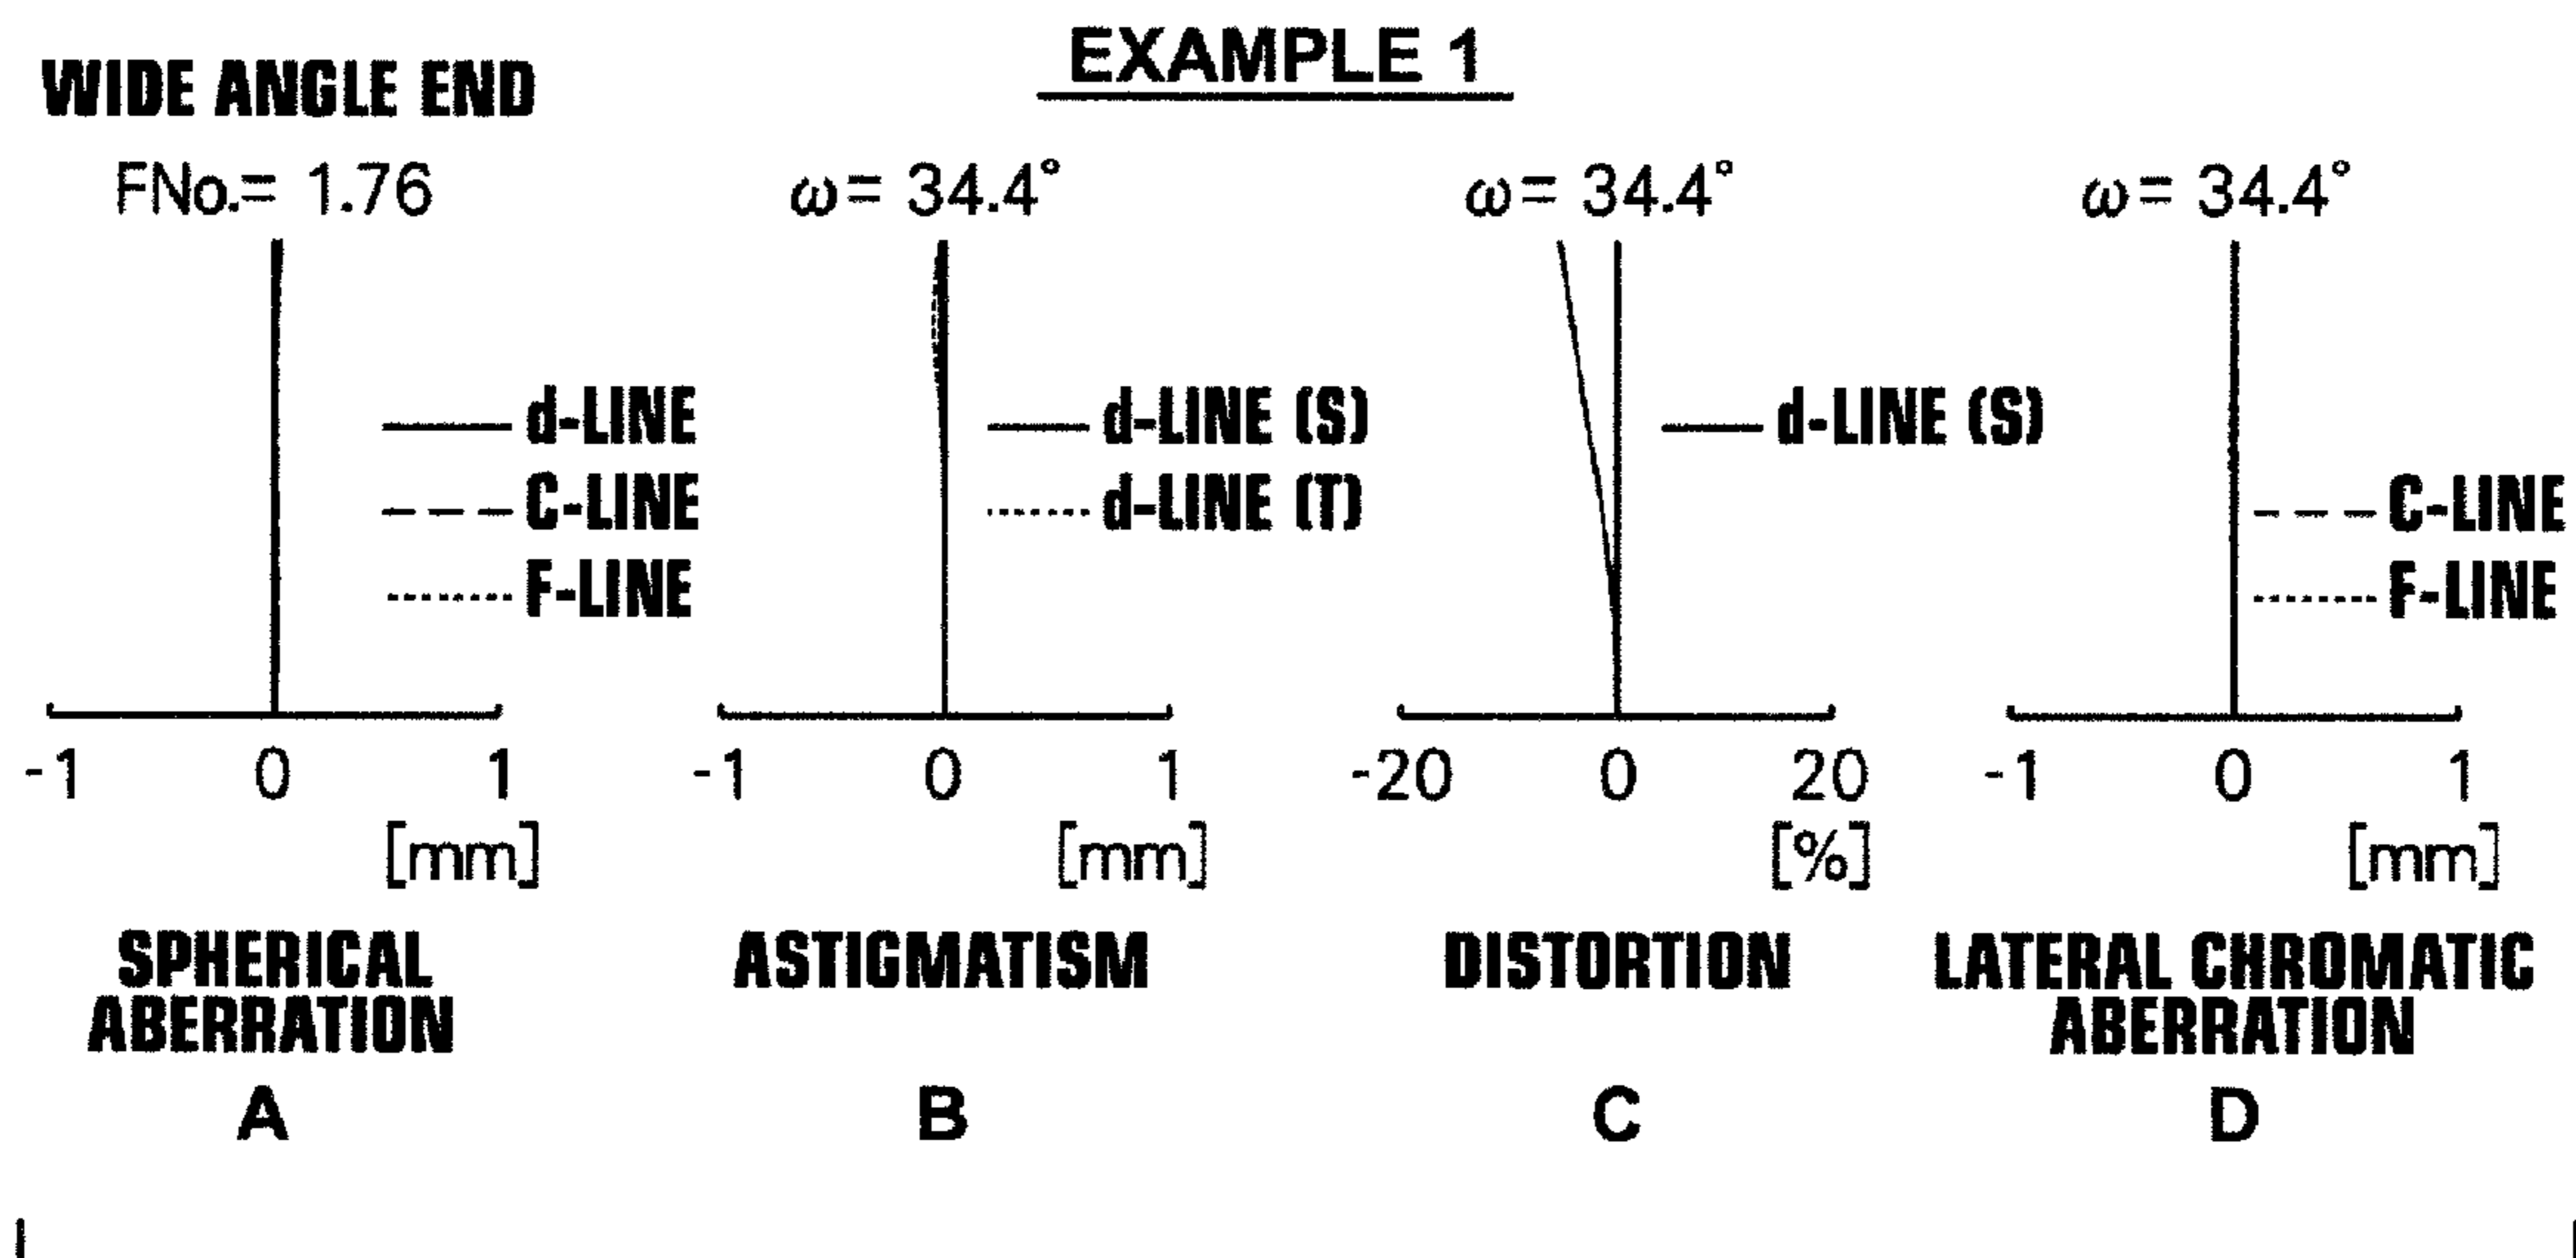 EXAMPLE 1
WIDE ANGLE END
FNo.= 1.76
d-LINE
C-LINE
F-LINE
-1 0 1
[mm]
SPHERICAL
ABERRATION
A
ω= 34.4°
d-LINE (S)
d-LINE (T)
-1 0 1
[mm]
ASTIGMATISM
B
ω= 34.4°
d-LINE (S)
-20 0 20
[%]
DISTORTION
C
ω= 34.4°
C-LINE
F-LINE
-1 0 1
[mm]
LATERAL CHROMATIC
ABERRATION
D